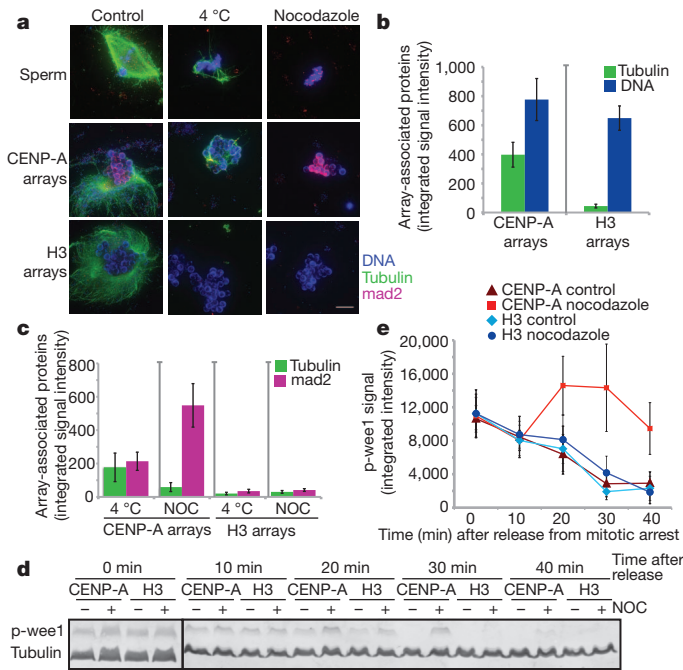 a
Control
4 °C
Nocodazole
Sperm
CENP-A
arrays
H3
arrays
DNA
Tubulin
mad2
b
Array-associated proteins
(integrated signal intensity)
1,000
800
600
400
200
0
Tubulin
DNA
CENP-A
arrays
H3
arrays
c
Array-associated proteins
(integrated signal intensity)
800
600
400
200
0
Tubulin
mad2
4 °C
NOC
4 °C
NOC
CENP-A arrays
H3 arrays
e
CENP-A control
CENP-A nocodazole
H3 control
H3 nocodazole
p-wee1 signal
(integrated intensity)
20,000
16,000
12,000
8,000
4,000
0
0 10 20 30 40
Time (min) after release from mitotic arrest
d
0 min 10 min 20 min 30 min 40 min
Time after
release
CENP-A H3 CENP-A H3 CENP-A H3 CENP-A H3 CENP-A H3
– + – + – + – + – + – + – + – + – + – + NOC
p-wee1
Tubulin